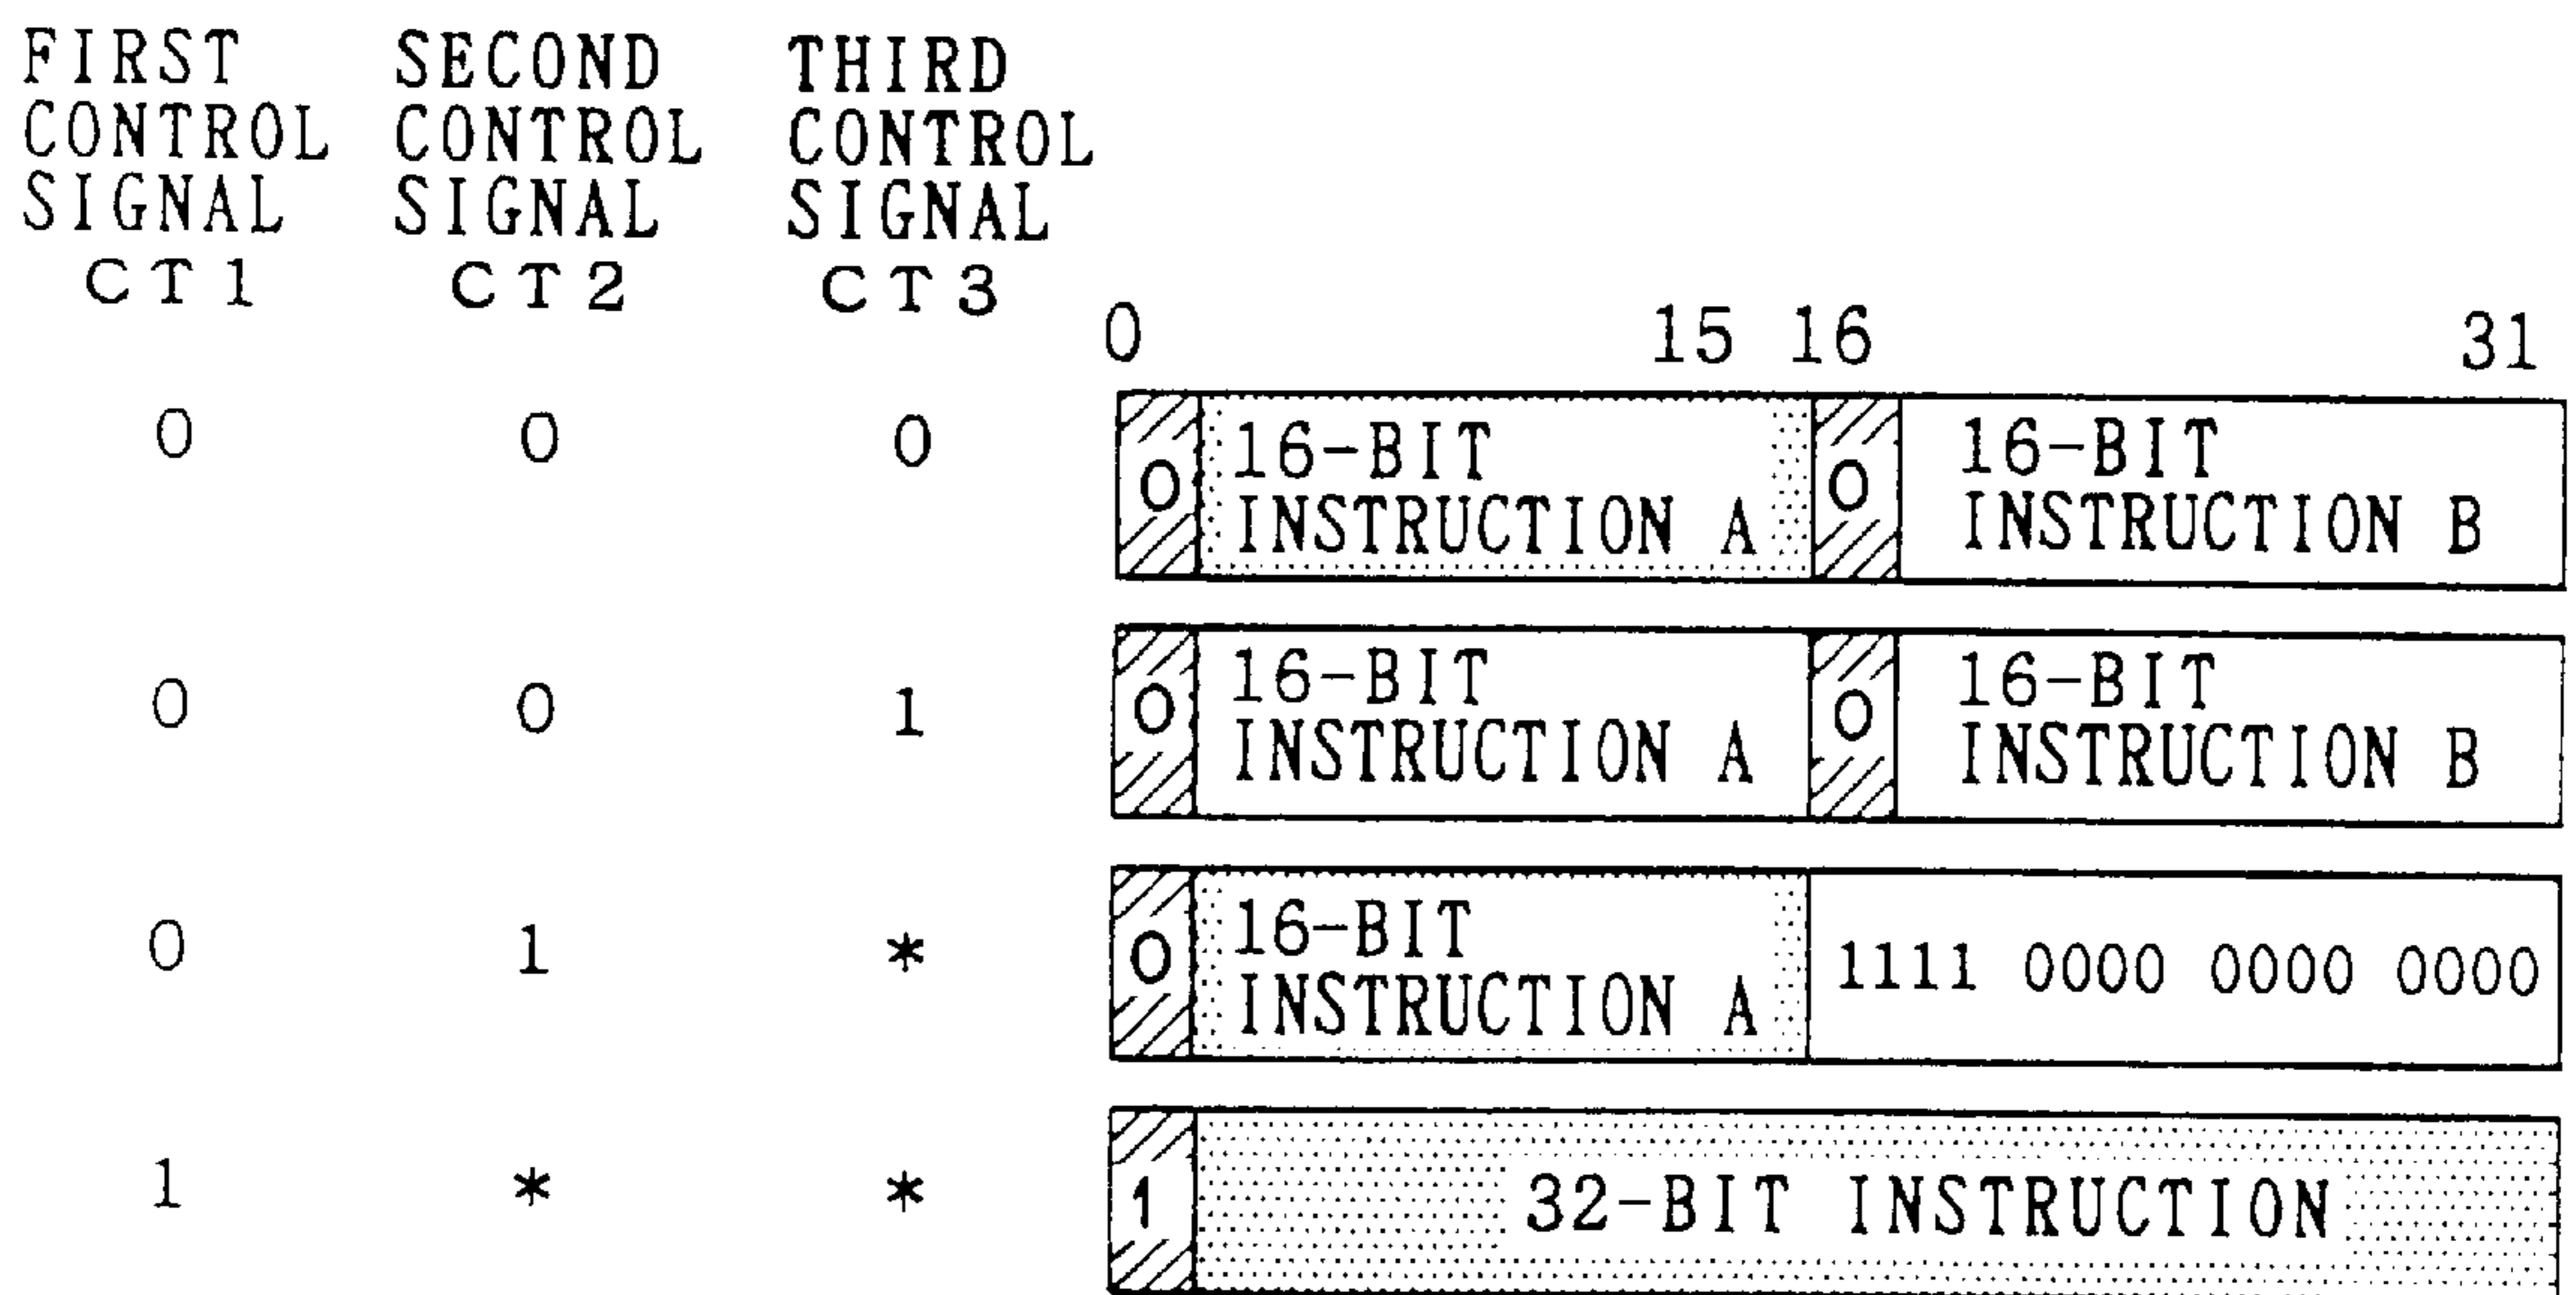 FIRST SECOND THIRD
CONTROL CONTROL CONTROL
SIGNAL SIGNAL SIGNAL
CT1 CT2 CT3
0 15 16 31
0 0 0 0 16-BIT INSTRUCTION A 0 16-BIT INSTRUCTION B
0 0 1 0 16-BIT INSTRUCTION A 0 16-BIT INSTRUCTION B
0 1 * 0 16-BIT INSTRUCTION A 1111 0000 0000 0000
1 * * 1 32-BIT INSTRUCTION